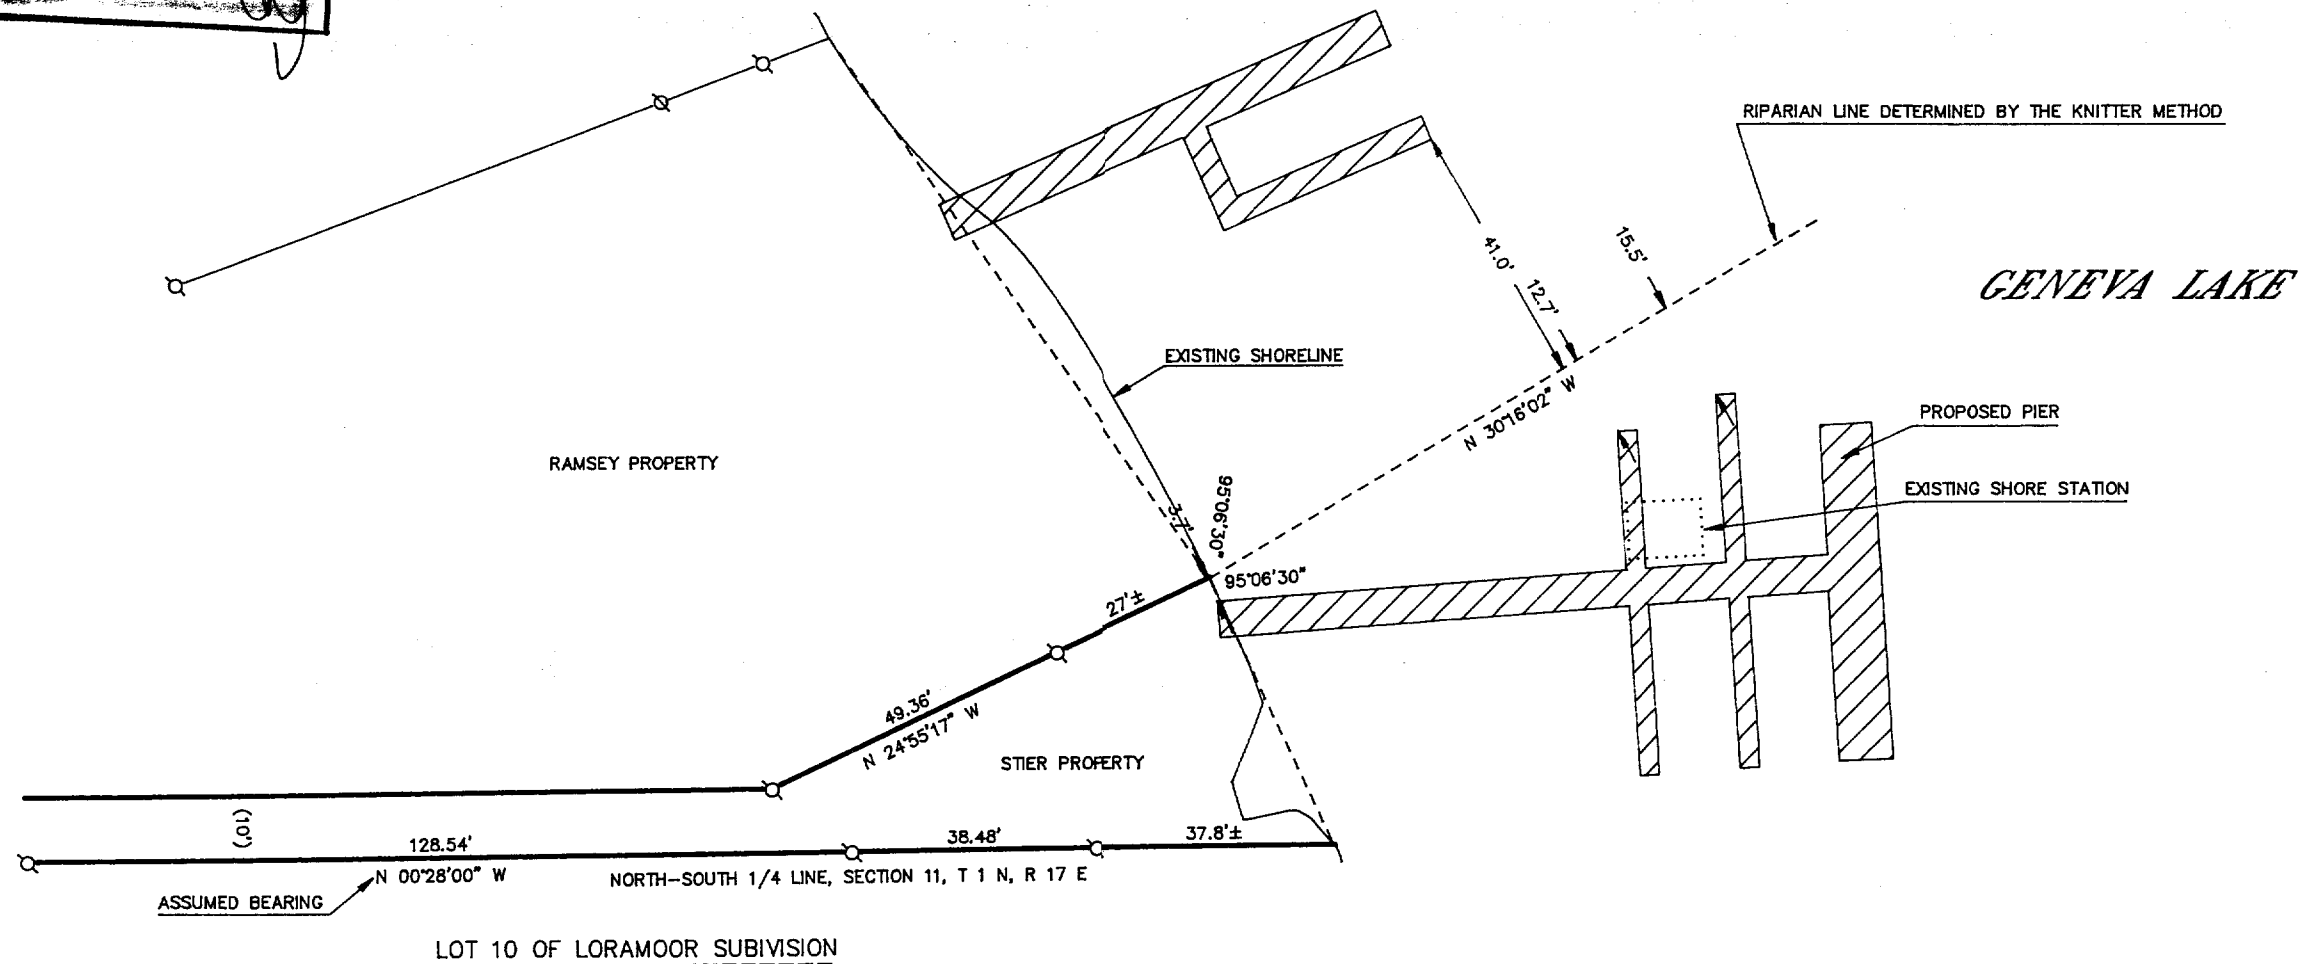 RIPARIAN LINE DETERMINED BY THE KNITTER METHOD
15.5'
41.0'
12.7'
GENEVA LAKE
EXISTING SHORELINE
N 30°16'02" W
PROPOSED PIER
RAMSEY PROPERTY
EXISTING SHORE STATION
3.7'
95°06'30"
95°06'30"
27'±
49.36'
N 24°55'17" W
STIER PROPERTY
(10')
128.54'
38.48'
37.8'±
N 00°28'00" W
NORTH-SOUTH 1/4 LINE, SECTION 11, T 1 N, R 17 E
ASSUMED BEARING
LOT 10 OF LORAMOOR SUBIVISION